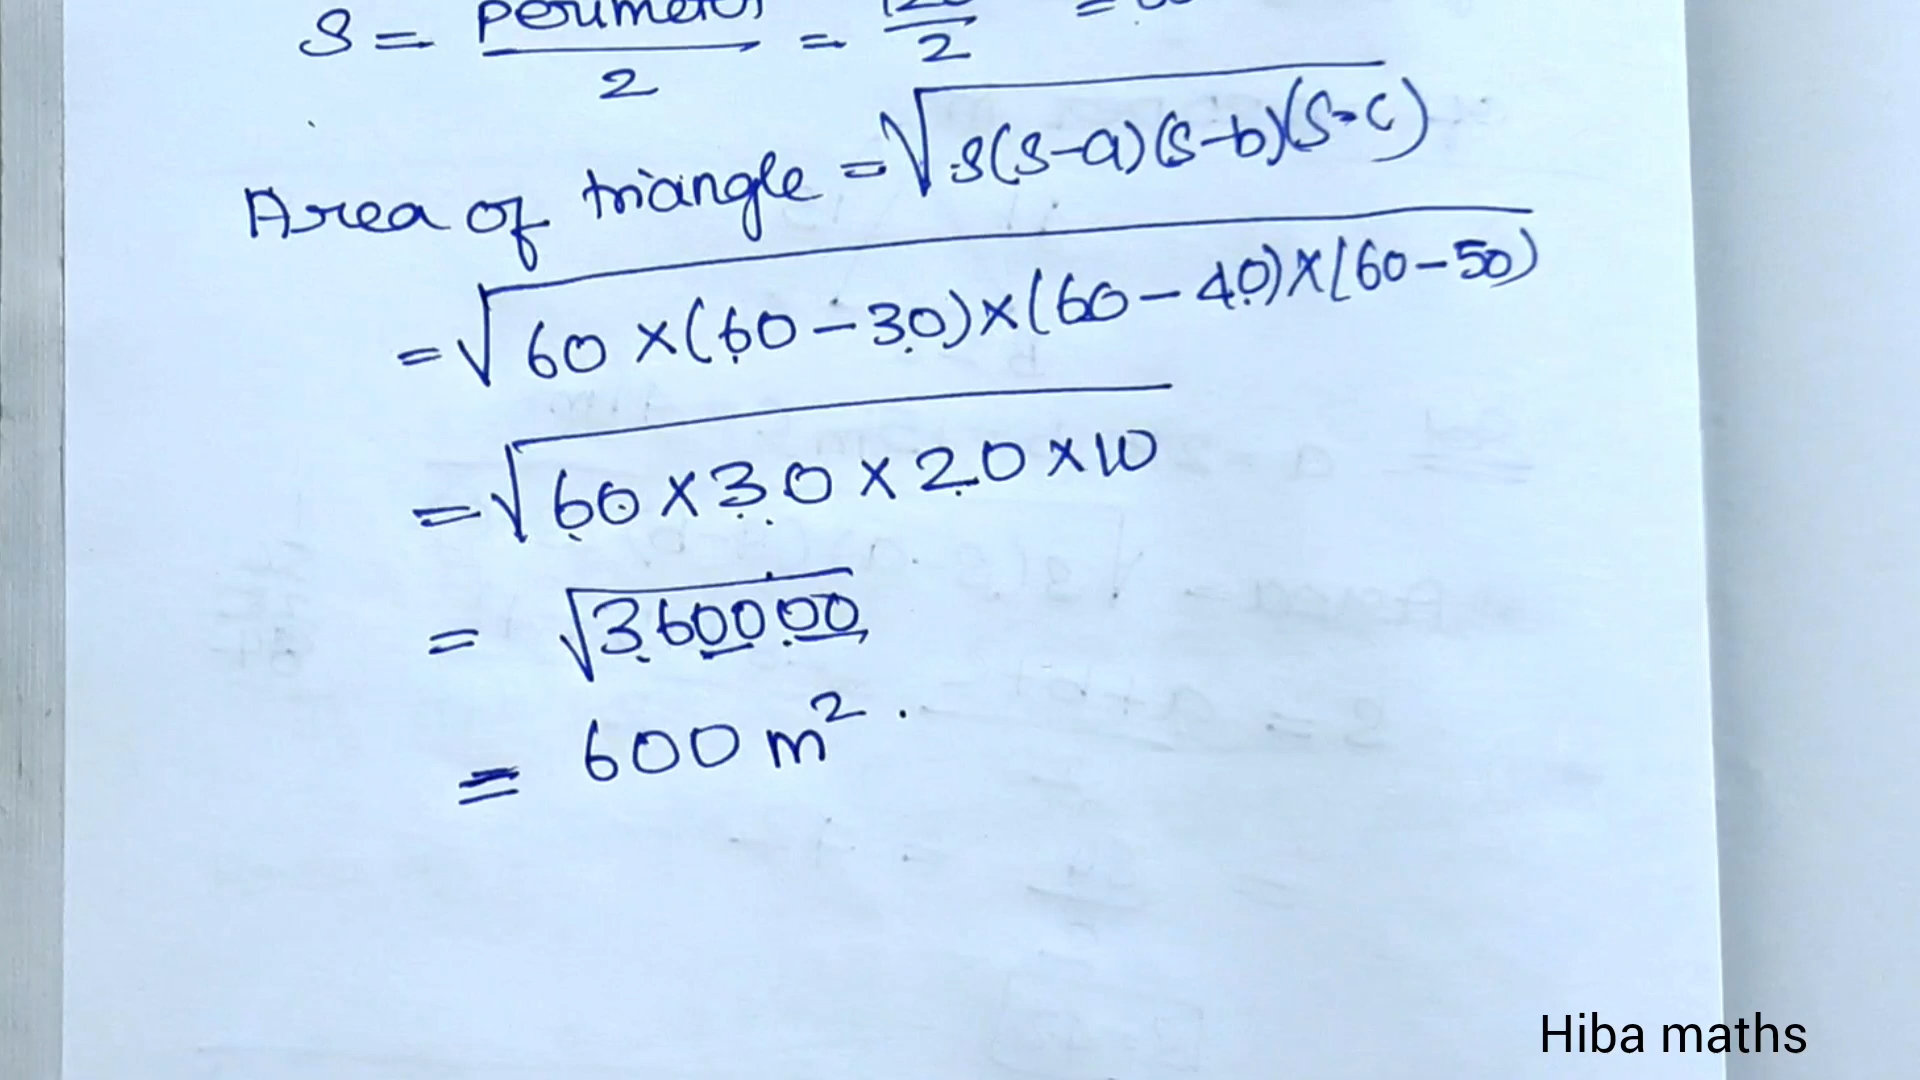 S = perimeter/2 = 120/2 =
Area of triangle = √s(s-a)(s-b)(s-c)
= √60×(60-30)×(60-40)×(60-50)
= √60×30×20×10
= √360000
= 600 m².
Hiba maths